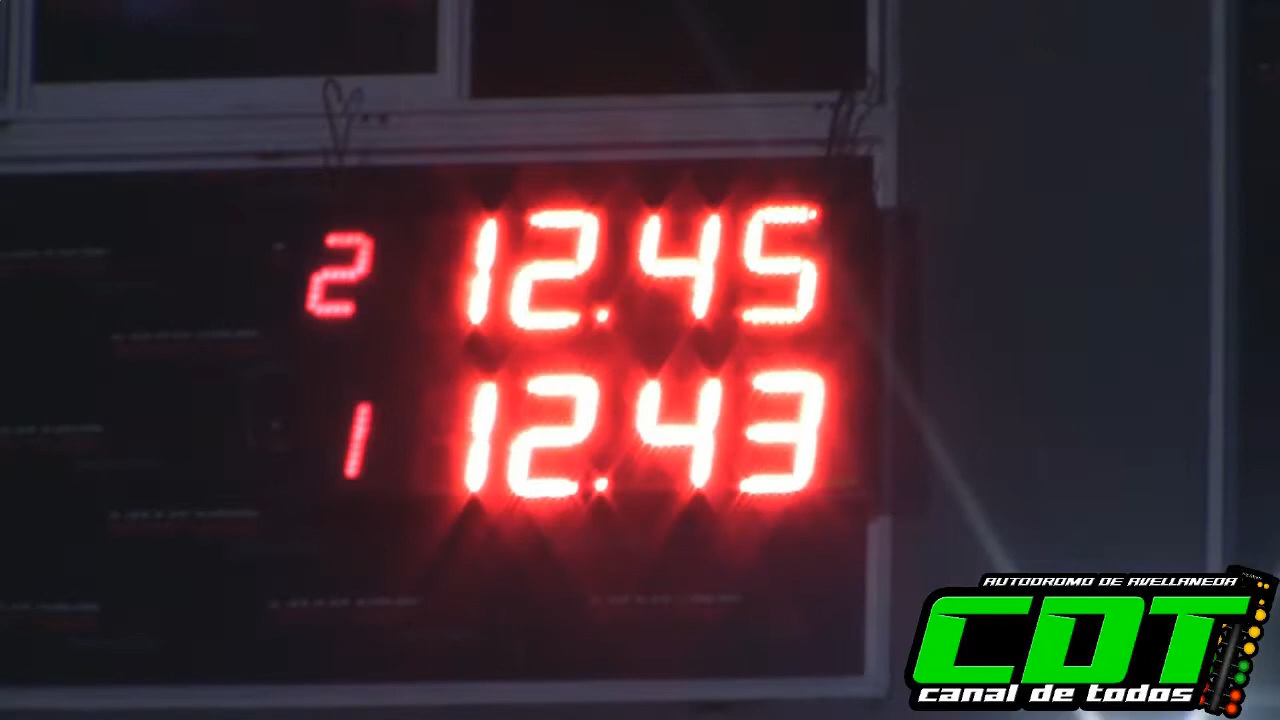 2 12.45
1 12.43
AUTODROMO DE AVELLANEDA
CDT
canal de todos